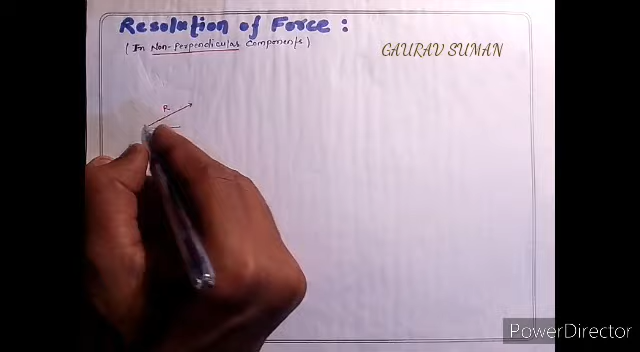 Resolution of Force :
( In Non-Perpendicular Components )
GAURAV SUMAN
R
PowerDirector